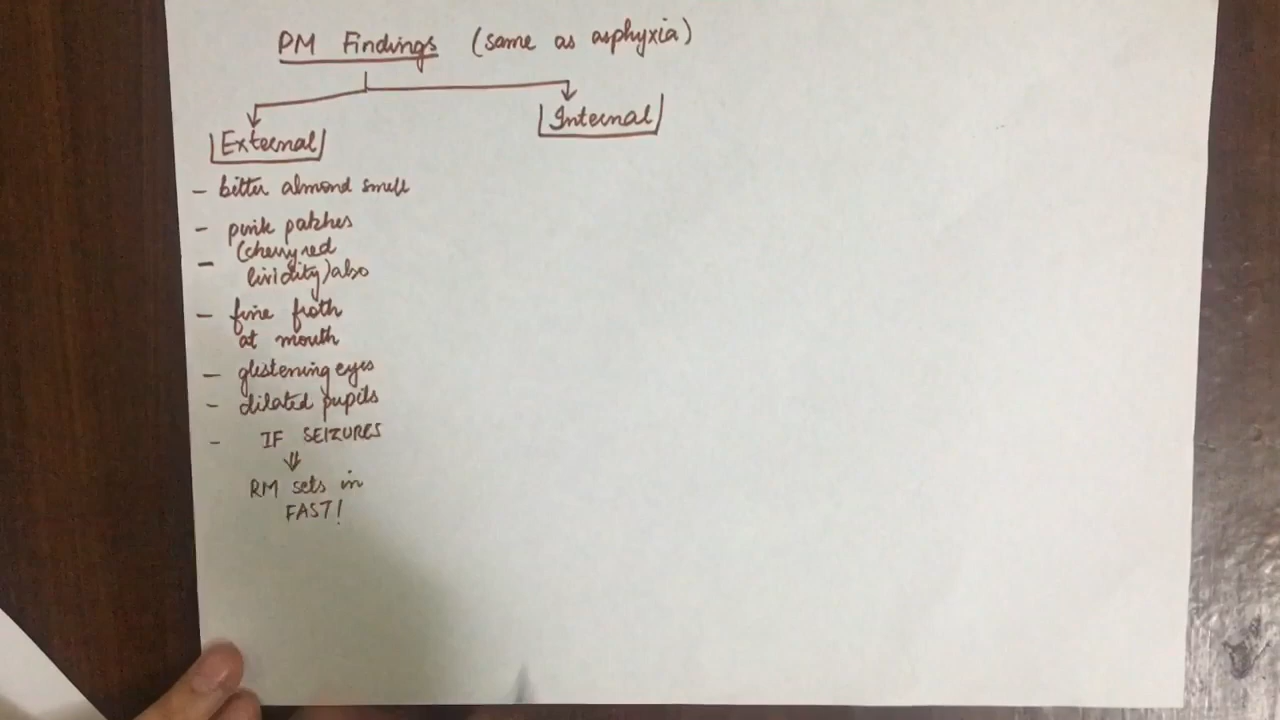 PM Findings (same as asphyxia)
External
Internal
- bitter almond smell
- pink patches
- (cherry red
lividity) also
- fine froth
at mouth
- glistening eyes
- dilated pupils
- IF SEIZURES
⇓
RM sets in
FAST!